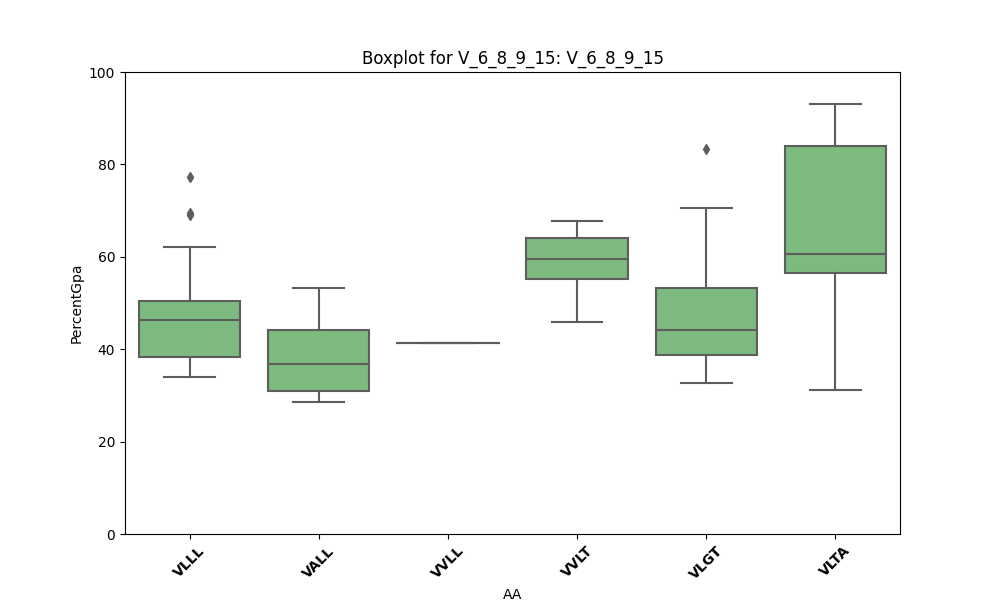 Boxplot for V_6_8_9_15: V_6_8_9_15
100
80
60
40
20
0
PercentGpa
VLLL
VALL
VVLL
VVLT
VLGT
VLTA
AA